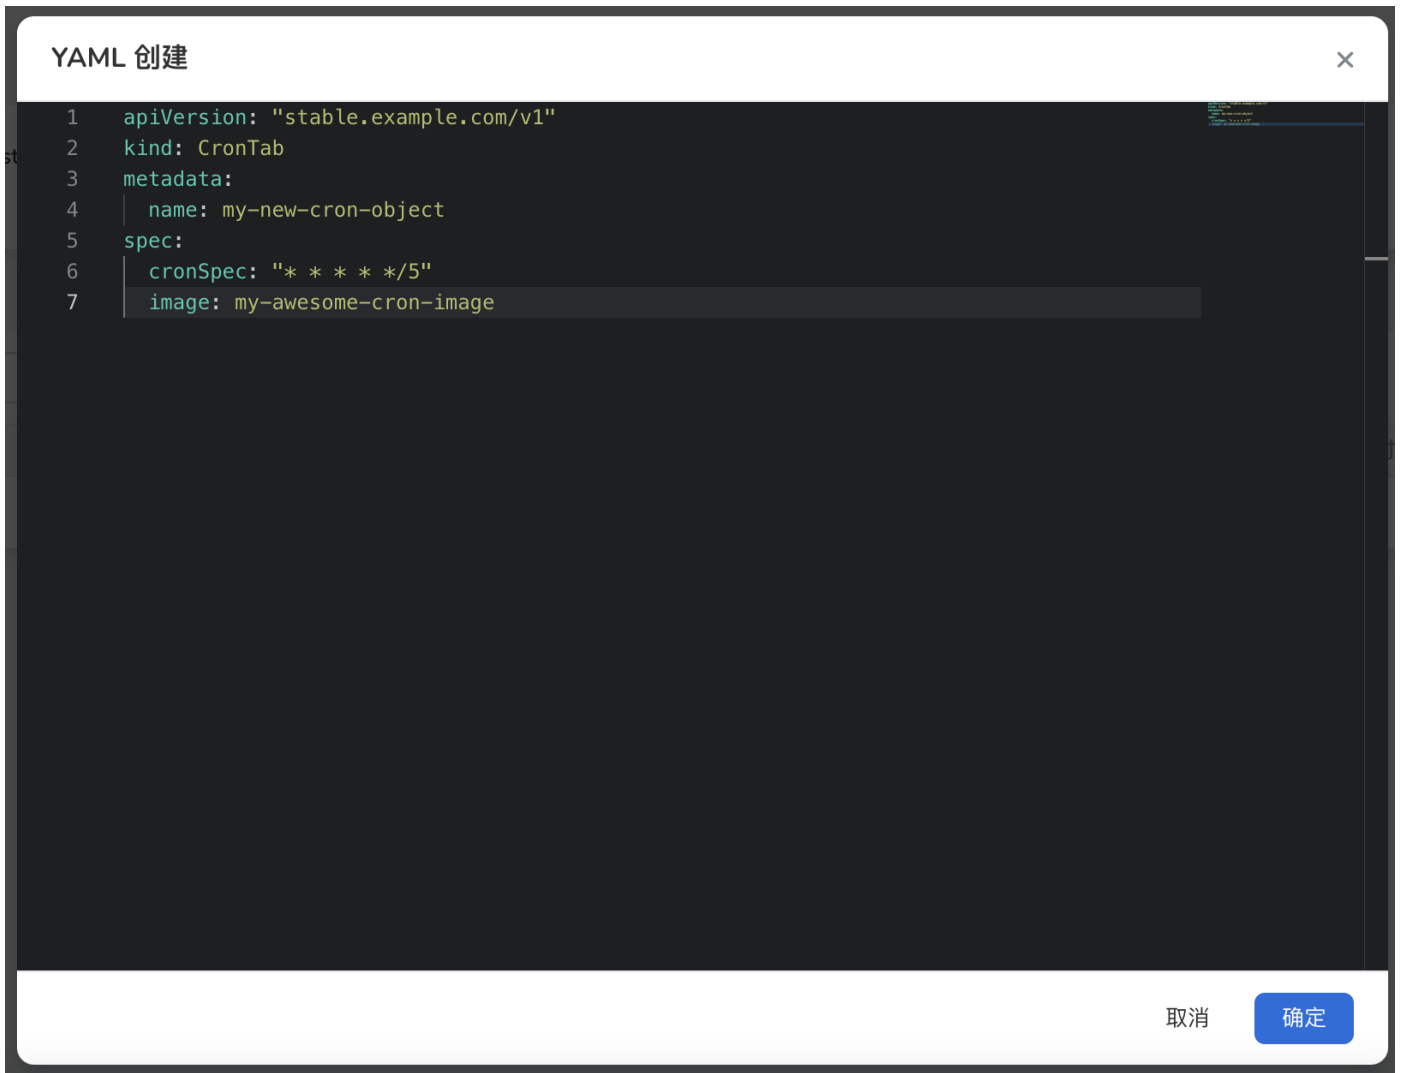 YAML 创建
1 apiVersion: "stable.example.com/v1"
2 kind: CronTab
3 metadata:
4   name: my-new-cron-object
5 spec:
6   cronSpec: "* * * * */5"
7   image: my-awesome-cron-image
取消 确定